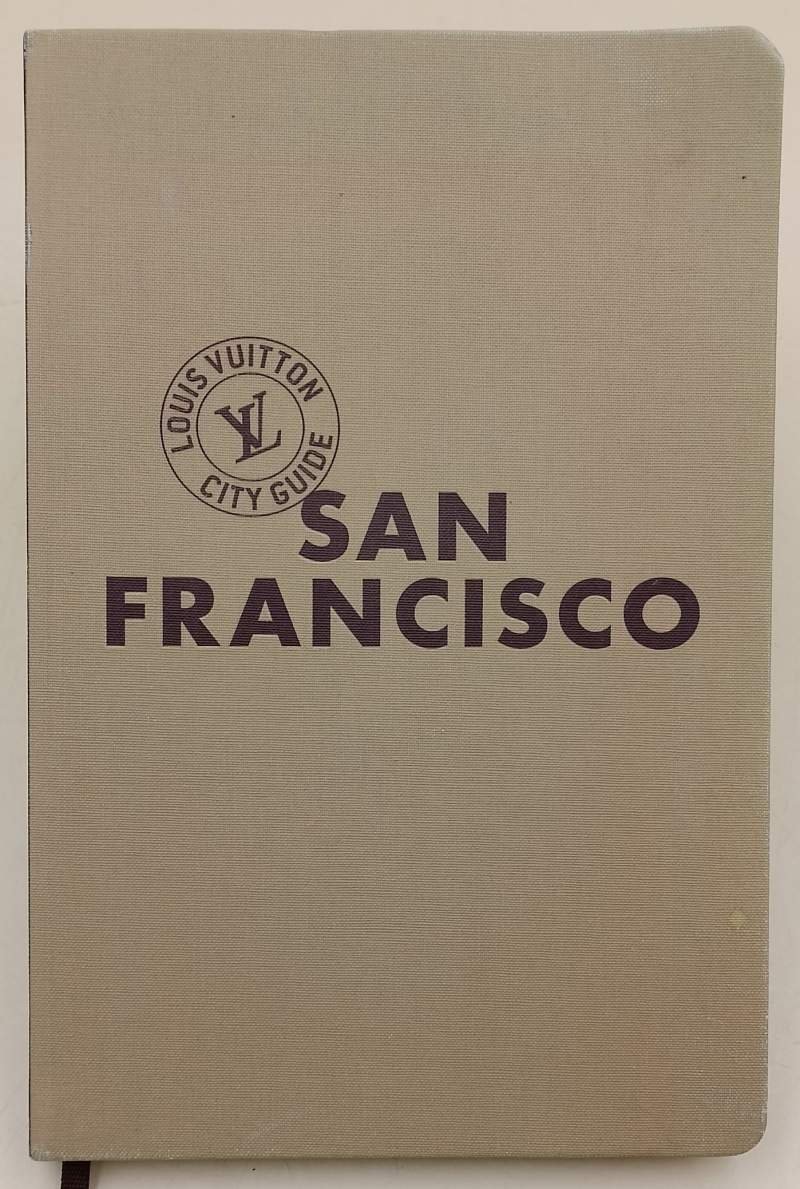 LOUIS VUITTON
LV
CITY GUIDE
SAN
FRANCISCO